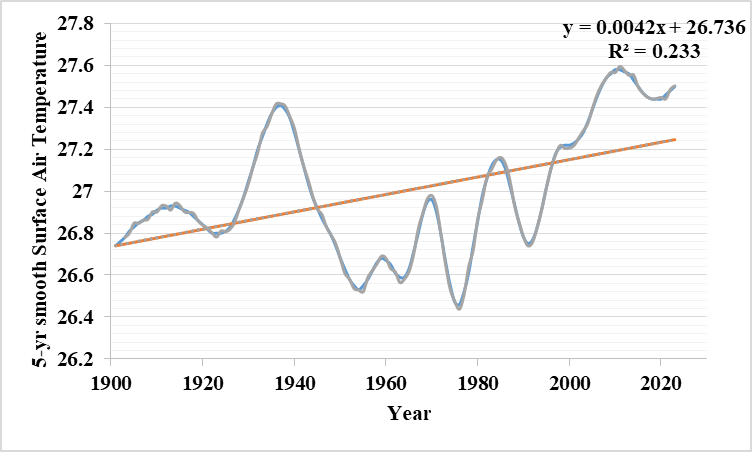 y = 0.0042x + 26.736
R² = 0.233
5-yr smooth Surface Air Temperature
27.8
27.6
27.4
27.2
27
26.8
26.6
26.4
26.2
1900 1920 1940 1960 1980 2000 2020
Year